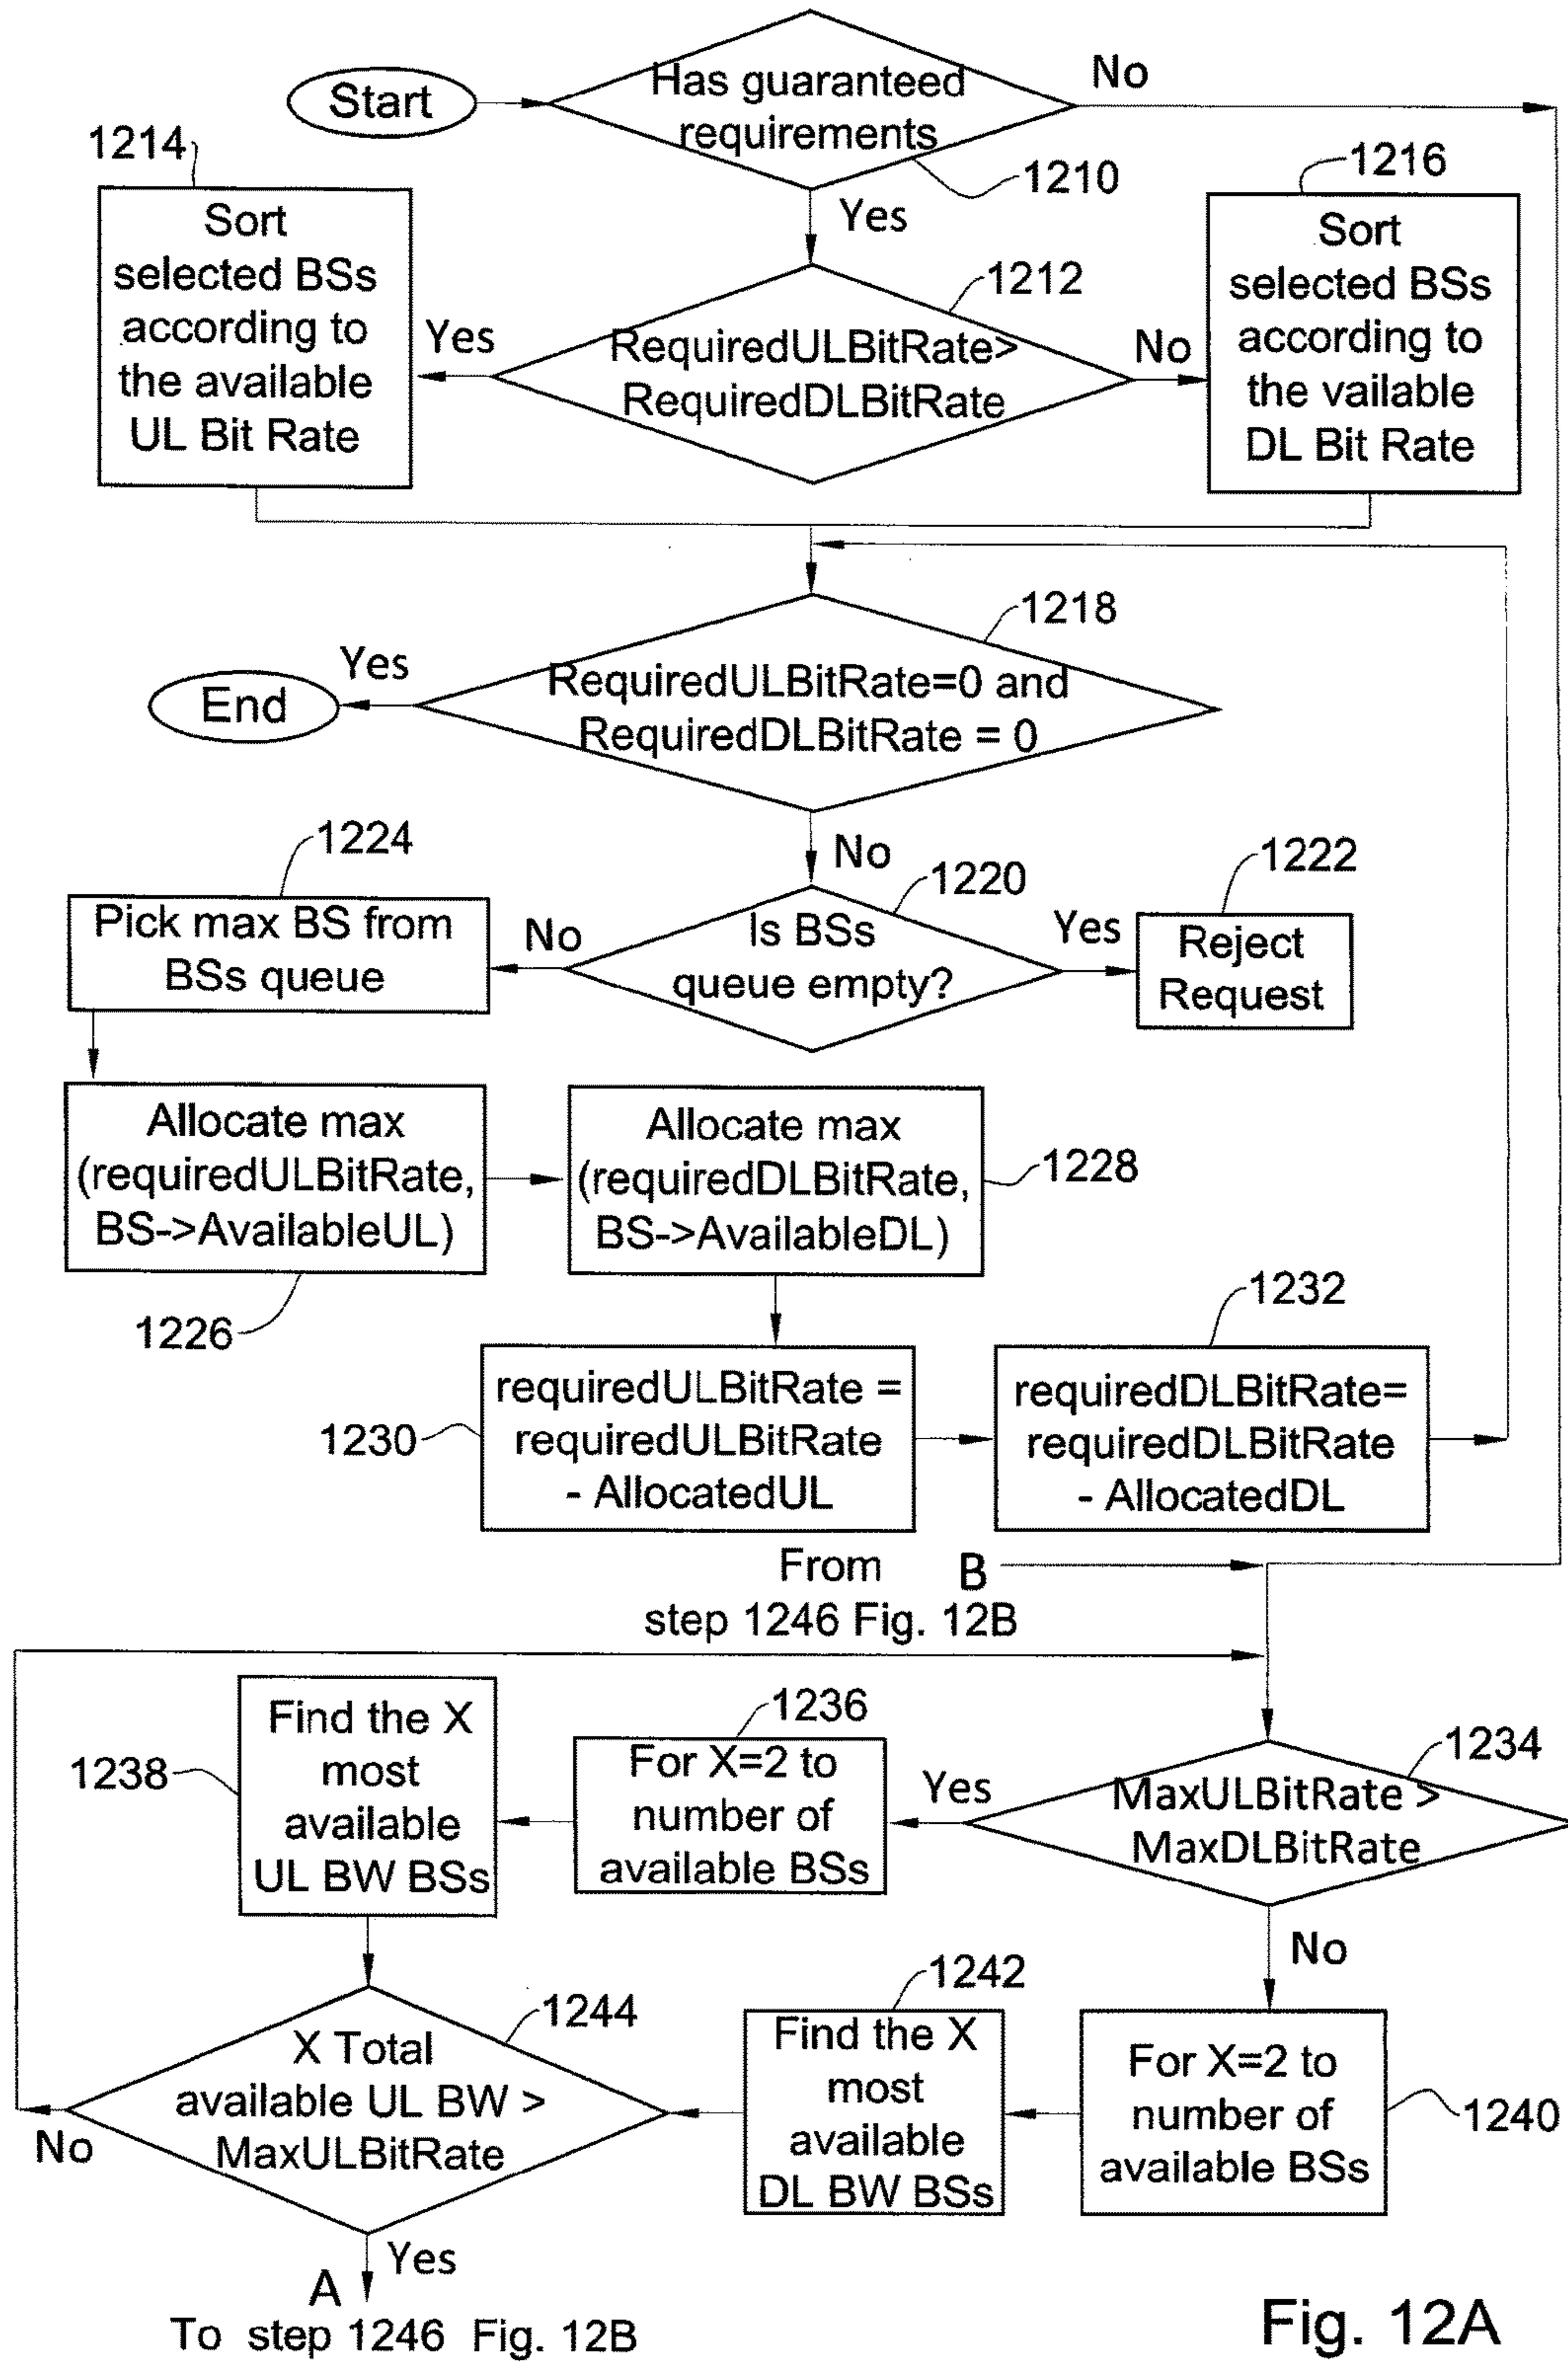 Start
Has guaranteed
requirements
No
1210
Yes
1214
Sort
selected BSs
according to
the available
UL Bit Rate
1216
Sort
selected BSs
according to
the vailable
DL Bit Rate
1212
Yes
RequiredULBitRate>
RequiredDLBitRate
No
1218
Yes
End
RequiredULBitRate=0 and
RequiredDLBitRate = 0
No
1224
Pick max BS from
BSs queue
No
1220
Is BSs
queue empty?
Yes
1222
Reject
Request
Allocate max
(requiredULBitRate,
BS->AvailableUL)
1226
Allocate max
(requiredDLBitRate,
BS->AvailableDL)
1228
1230
requiredULBitRate =
requiredULBitRate
- AllocatedUL
1232
requiredDLBitRate=
requiredDLBitRate
- AllocatedDL
From B
step 1246 Fig. 12B
1234
MaxULBitRate >
MaxDLBitRate
Yes
No
1236
For X=2 to
number of
available BSs
1238
Find the X
most
available
UL BW BSs
1240
For X=2 to
number of
available BSs
1242
Find the X
most
available
DL BW BSs
1244
X Total
available UL BW >
MaxULBitRate
No
Yes
A
To step 1246 Fig. 12B
Fig. 12A